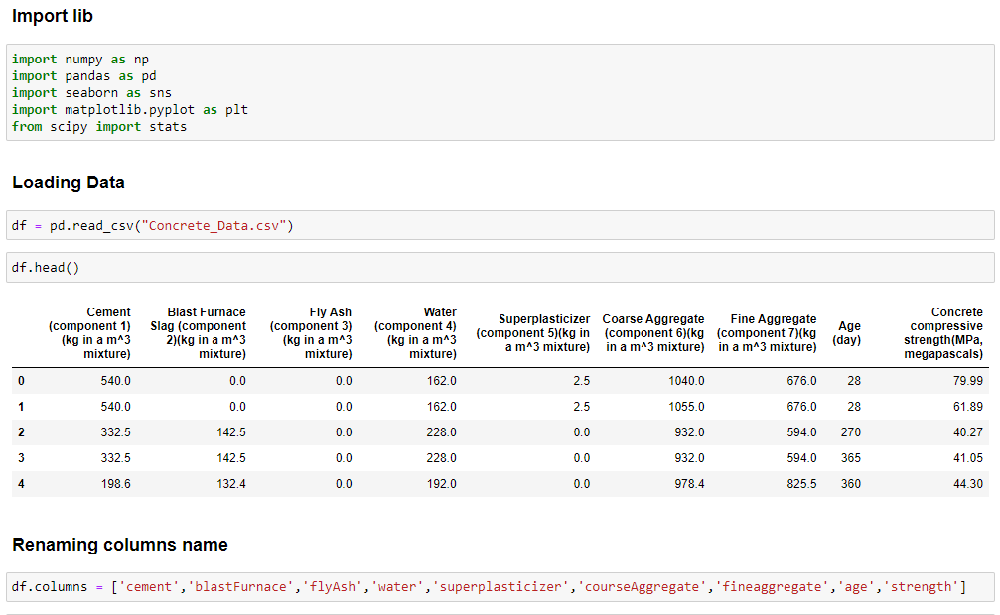 Import lib
import numpy as np
import pandas as pd
import seaborn as sns
import matplotlib.pyplot as plt
from scipy import stats
Loading Data
df = pd.read_csv("Concrete_Data.csv")
df.head()
Cement (component 1)(kg in a m^3 mixture) Blast Furnace Slag (component 2)(kg in a m^3 mixture) Fly Ash (component 3)(kg in a m^3 mixture) Water (component 4)(kg in a m^3 mixture) Superplasticizer (component 5)(kg in a m^3 mixture) Coarse Aggregate (component 6)(kg in a m^3 mixture) Fine Aggregate (component 7)(kg in a m^3 mixture) Age (day) Concrete compressive strength(MPa, megapascals)
0 540.0 0.0 0.0 162.0 2.5 1040.0 676.0 28 79.99
1 540.0 0.0 0.0 162.0 2.5 1055.0 676.0 28 61.89
2 332.5 142.5 0.0 228.0 0.0 932.0 594.0 270 40.27
3 332.5 142.5 0.0 228.0 0.0 932.0 594.0 365 41.05
4 198.6 132.4 0.0 192.0 0.0 978.4 825.5 360 44.30
Renaming columns name
df.columns = ['cement','blastFurnace','flyAsh','water','superplasticizer','courseAggregate','fineaggregate','age','strength']